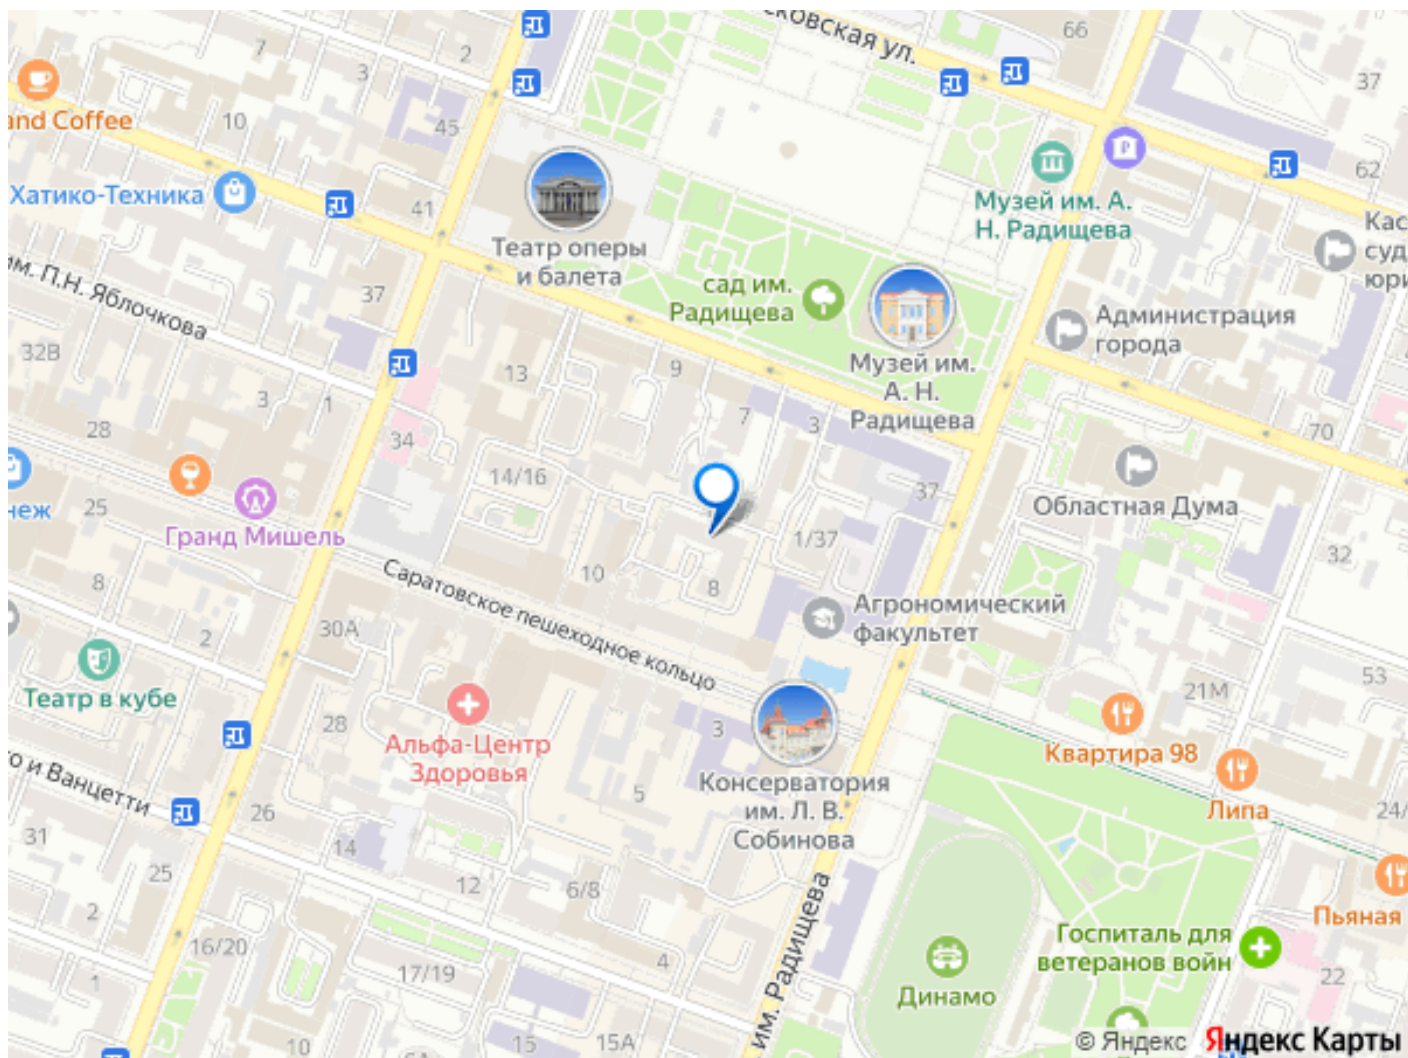 66
7
2
3
37
and Coffee
10
45
62
Музей им. А.
Н. Радищева
Хатико-Техника
41
Театр оперы
и балета
сад им.
Радищева
Администрация
города
им. П.Н. Яблочкова
37
32В
13
9
Музей им.
А. Н.
Радищева
3
1
7
3
28
34
70
14/16
37
Областная Дума
25
Гранд Мишель
1/37
32
8
10
8
Саратовское пешеходное кольцо
Агрономический
факультет
30А
2
Театр в кубе
53
21М
28
3
Альфа-Центр
Здоровья
Квартира 98
Консерватория
им. Л. В.
Собинова
5
Липа
24/
о и Ванцетти
26
31
14
25
12
6/8
2
Пьяная
16/20
Госпиталь для
ветеранов войн
4
17/19
22
1
Динамо
им. Радищева
10
15
15А
© Яндекс
Яндекс Карты